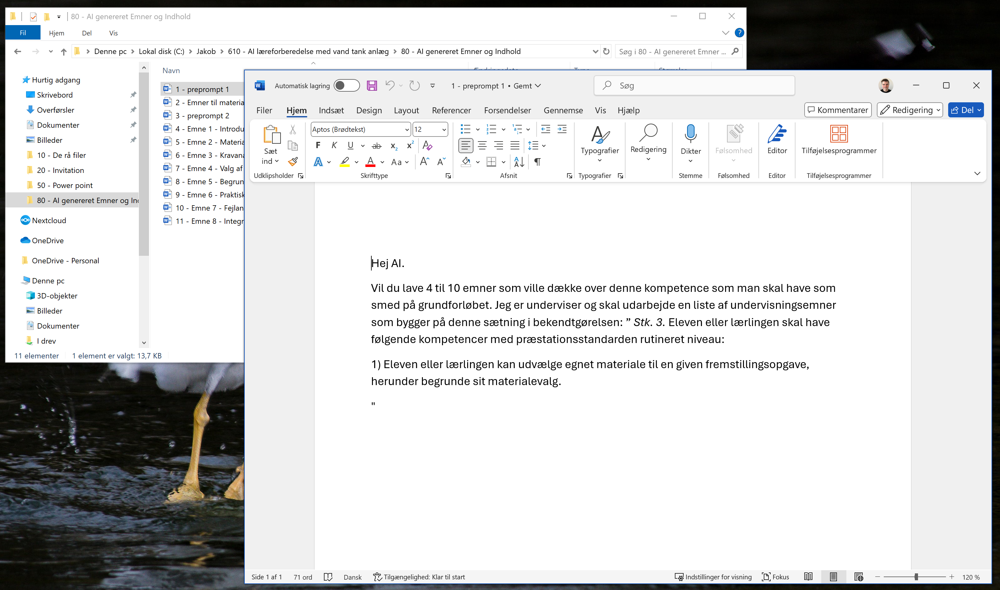 80 - AI genereret Emner og Indhold
Fil Hjem Del Vis
Denne pc Lokal disk (C:) Jakob 610 - AI læreforberedelse med vand tank anlæg 80 - AI genereret Emner og Indhold
Søg i 80 - AI genereret Emner ...
Hurtig adgang
Skrivebord
Overførsler
Dokumenter
Billeder
10 - De rå filer
20 - Invitation
50 - Power point
80 - AI genereret Emner og Ind
Nextcloud
OneDrive
OneDrive - Personal
Denne pc
3D-objekter
Billeder
Dokumenter
I drev
Navn
1 - preprompt 1
2 - Emner til materia
3 - preprompt 2
4 - Emne 1 - Introdu
5 - Emne 2 - Materia
6 - Emne 3 - Kravana
7 - Emne 4 - Valg af
8 - Emne 5 - Begrun
9 - Emne 6 - Praktisk
10 - Emne 7 - Fejlan
11 - Emne 8 - Integr
11 elementer 1 element er valgt: 13,7 KB
Automatisk lagring
1 - preprompt 1 • Gemt
Søg
Filer Hjem Indsæt Design Layout Referencer Forsendelser Gennemse Vis Hjælp
Kommentarer Redigering Del
Sæt ind
Aptos (Brødtekst) 12
F K U ab x₂ x² A
A A Aa A A
Typografier Redigering Dikter Følsomhed Editor Tilføjelsesprogrammer
Udklipsholder Skrifttype Afsnit Typografier Stemme Følsomhed Editor Tilføjelsesprogrammer
Hej AI.
Vil du lave 4 til 10 emner som ville dække over denne kompetence som man skal have som
smed på grundforløbet. Jeg er underviser og skal udarbejde en liste af undervisningsemner
som bygger på denne sætning i bekendtgørelsen: ” Stk. 3. Eleven eller lærlingen skal have
følgende kompetencer med præstationsstandarden rutineret niveau:
1) Eleven eller lærlingen kan udvælge egnet materiale til en given fremstillingsopgave,
herunder begrunde sit materialevalg.
"
Side 1 af 1 71 ord Dansk Tilgængelighed: Klar til start
Indstillinger for visning Fokus 120 %